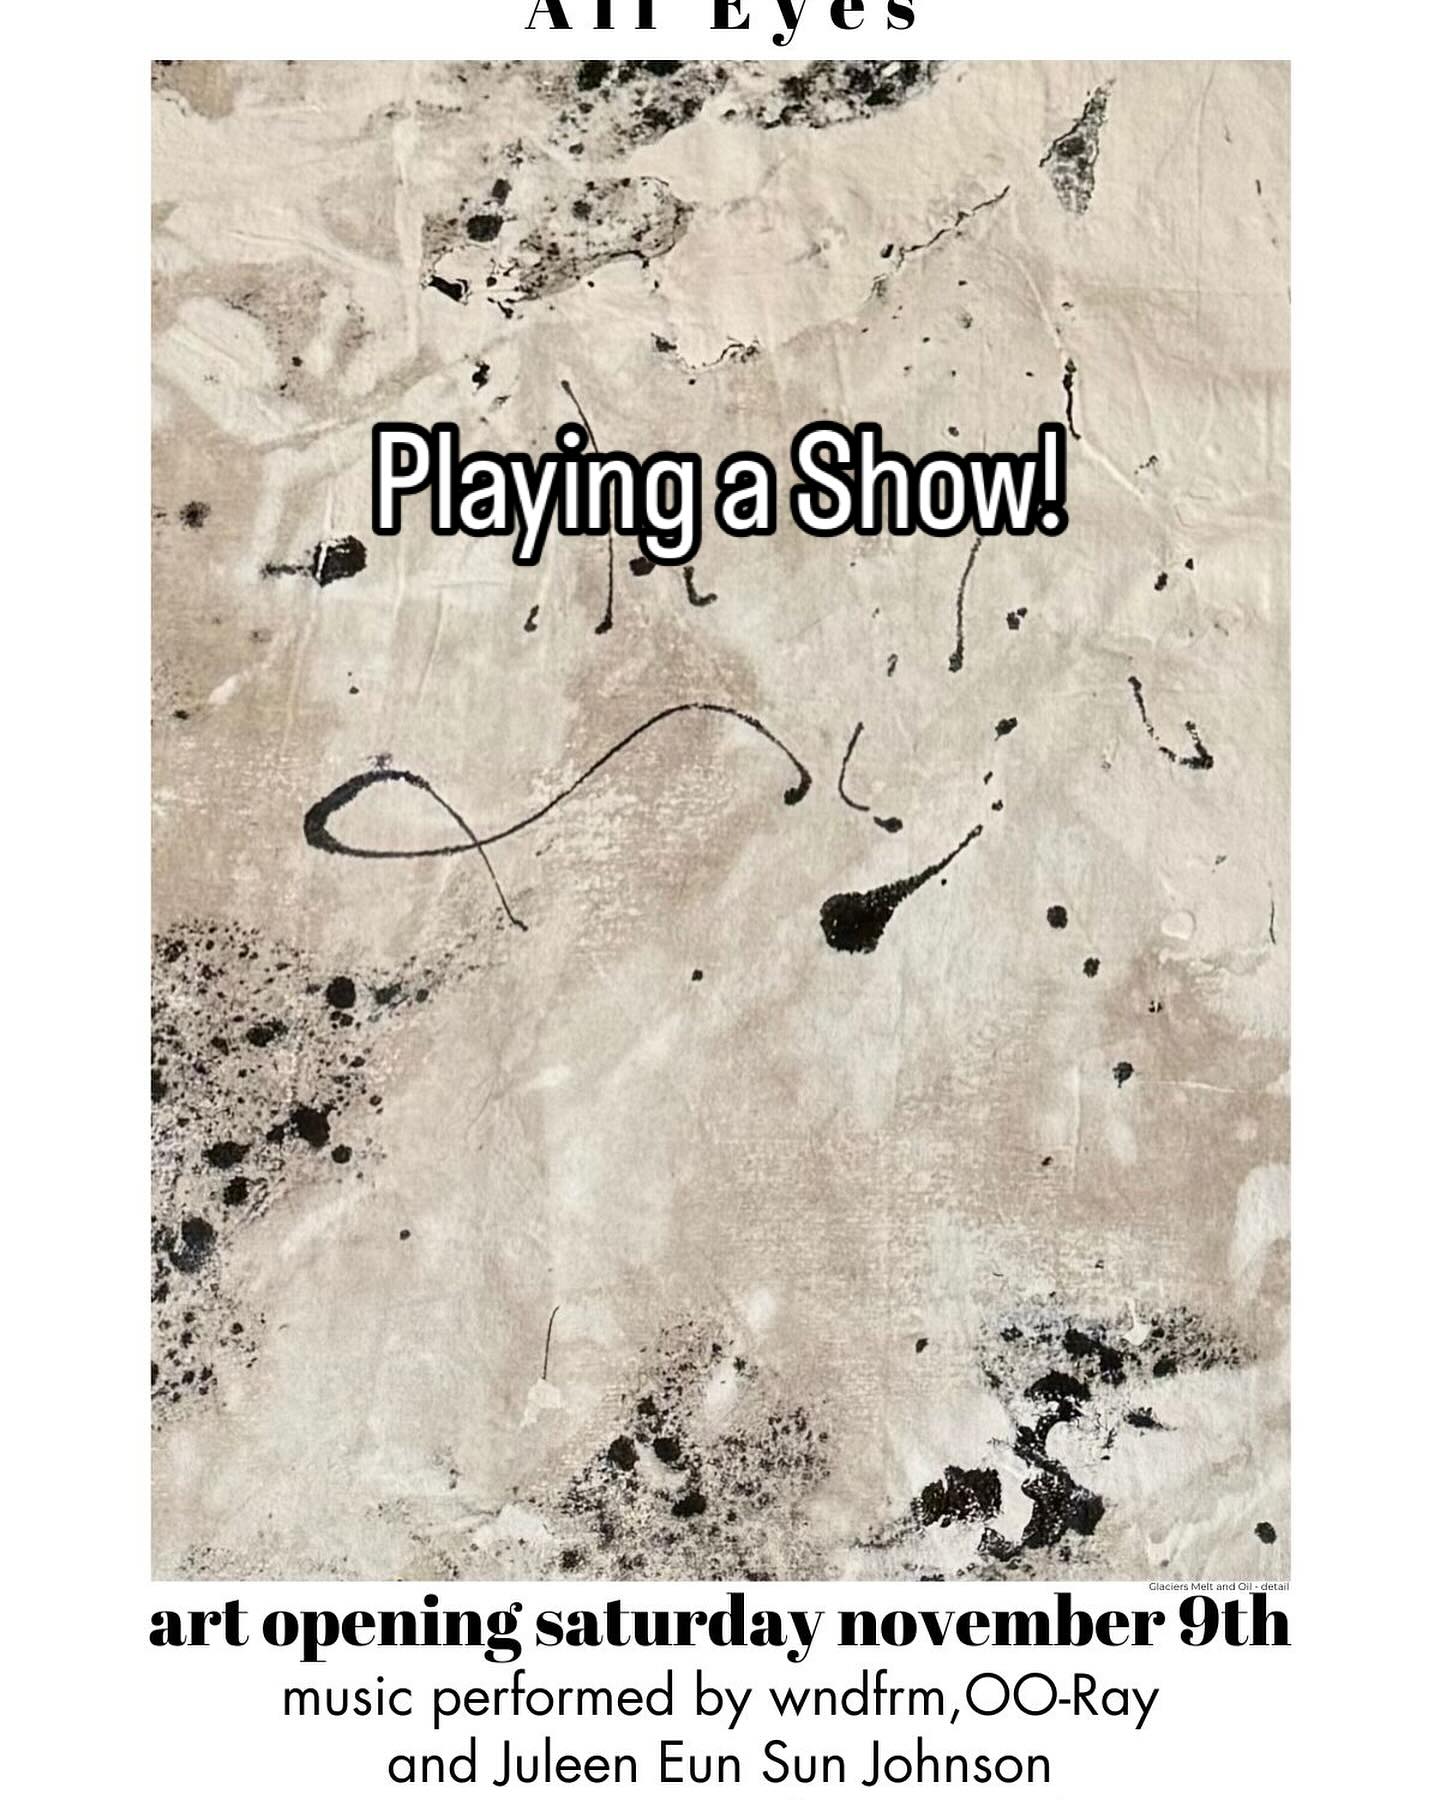 All Eyes
Playing a Show!
Glaciers Melt and Oil - detail
art opening saturday november 9th
music performed by wndfrm,OO-Ray
and Juleen Eun Sun Johnson